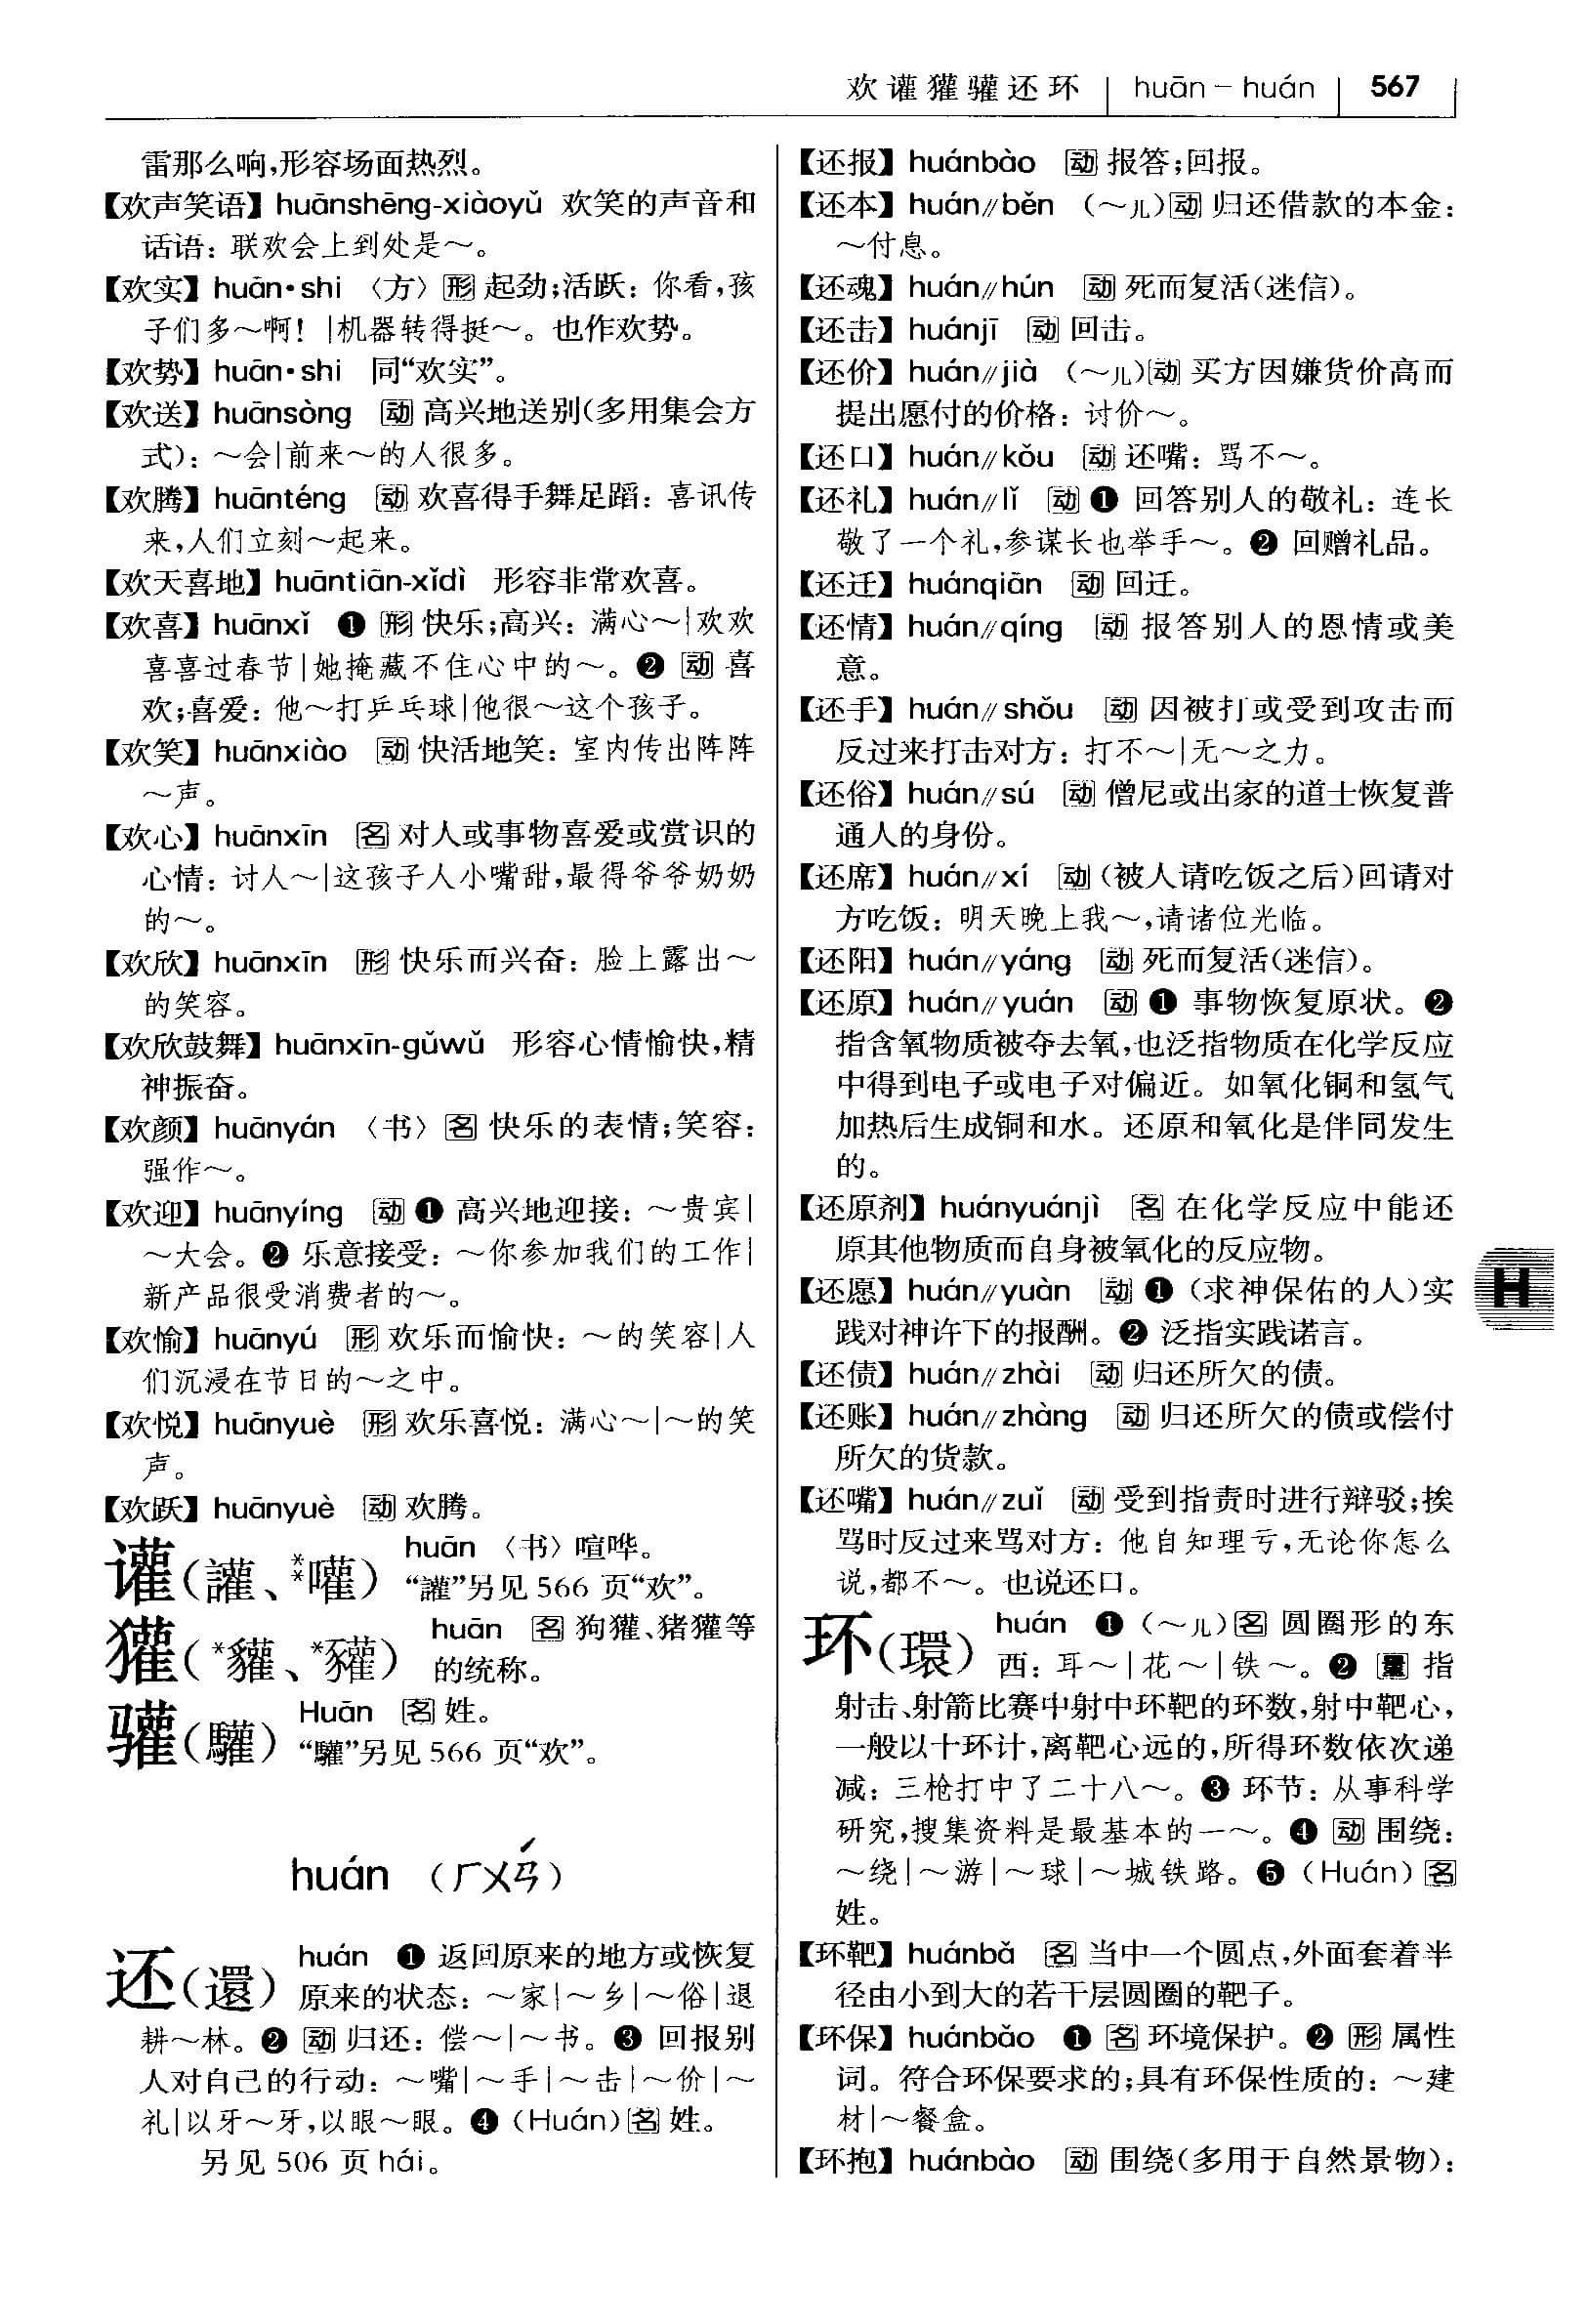 欢讙獾驩还环 huān – huán 567
雷那么响,形容场面热烈。
【欢声笑语】huānshēng-xiàoyǔ 欢笑的声音和
话语：联欢会上到处是～。
【欢实】huān·shi 〈方〉形 起劲;活跃：你看,孩
子们多～啊！|机器转得挺～。也作欢势。
【欢势】huān·shi 同“欢实”。
【欢送】huānsòng 动 高兴地送别(多用集会方
式)：～会|前来～的人很多。
【欢腾】huānténg 动 欢喜得手舞足蹈：喜讯传
来,人们立刻～起来。
【欢天喜地】huāntiān-xǐdì 形容非常欢喜。
【欢喜】huānxǐ ❶ 形 快乐;高兴：满心～|欢欢
喜喜过春节|她掩藏不住心中的～。❷ 动 喜
欢;喜爱：他～打乒乓球|他很～这个孩子。
【欢笑】huānxiào 动 快活地笑：室内传出阵阵
～声。
【欢心】huānxīn 名 对人或事物喜爱或赏识的
心情：讨人～|这孩子人小嘴甜,最得爷爷奶奶
的～。
【欢欣】huānxīn 形 快乐而兴奋：脸上露出～
的笑容。
【欢欣鼓舞】huānxīn-gǔwǔ 形容心情愉快,精
神振奋。
【欢颜】huānyán 〈书〉名 快乐的表情;笑容：
强作～。
【欢迎】huānyíng 动 ❶ 高兴地迎接：～贵宾|
～大会。❷ 乐意接受：～你参加我们的工作|
新产品很受消费者的～。
【欢愉】huānyú 形 欢乐而愉快：～的笑容|人
们沉浸在节日的～之中。
【欢悦】huānyuè 形 欢乐喜悦：满心～|～的笑
声。
【欢跃】huānyuè 动 欢腾。
讙(讙、**嚾) huān 〈书〉喧哗。
“讙”另见 566 页“欢”。
獾(*貛、*豲) huān 名 狗獾、猪獾等
的统称。
驩(驩) Huān 名 姓。
“驩”另见 566 页“欢”。
huán （ㄏㄨㄢˊ）
还(還) huán ❶ 返回原来的地方或恢复
原来的状态：～家|～乡|～俗|退
耕～林。❷ 动 归还：偿～|～书。❸ 回报别
人对自己的行动：～嘴|～手|～击|～价|～
礼|以牙～牙,以眼～眼。❹（Huán）名 姓。
另见 506 页 hái。
【还报】huánbào 动 报答;回报。
【还本】huán//běn （～儿）动 归还借款的本金：
～付息。
【还魂】huán//hún 动 死而复活(迷信)。
【还击】huánjī 动 回击。
【还价】huán//jià （～儿）动 买方因嫌货价高而
提出愿付的价格：讨价～。
【还口】huán//kǒu 动 还嘴：骂不～。
【还礼】huán//lǐ 动 ❶ 回答别人的敬礼：连长
敬了一个礼,参谋长也举手～。❷ 回赠礼品。
【还迁】huánqiān 动 回迁。
【还情】huán//qíng 动 报答别人的恩情或美
意。
【还手】huán//shǒu 动 因被打或受到攻击而
反过来打击对方：打不～|无～之力。
【还俗】huán//sú 动 僧尼或出家的道士恢复普
通人的身份。
【还席】huán//xí 动（被人请吃饭之后)回请对
方吃饭：明天晚上我～,请诸位光临。
【还阳】huán//yáng 动 死而复活(迷信)。
【还原】huán//yuán 动 ❶ 事物恢复原状。❷
指含氧物质被夺去氧,也泛指物质在化学反应
中得到电子或电子对偏近。如氧化铜和氢气
加热后生成铜和水。还原和氧化是伴同发生
的。
【还原剂】huányuánjì 名 在化学反应中能还
原其他物质而自身被氧化的反应物。
【还愿】huán//yuàn 动 ❶（求神保佑的人)实
践对神许下的报酬。❷ 泛指实践诺言。
【还债】huán//zhài 动 归还所欠的债。
【还账】huán//zhàng 动 归还所欠的债或偿付
所欠的货款。
【还嘴】huán//zuǐ 动 受到指责时进行辩驳;挨
骂时反过来骂对方：他自知理亏,无论你怎么
说,都不～。也说还口。
环(環) huán ❶（～儿）名 圆圈形的东
西：耳～|花～|铁～。❷ 量 指
射击、射箭比赛中射中环靶的环数,射中靶心,
一般以十环计,离靶心远的,所得环数依次递
减：三枪打中了二十八～。❸ 环节：从事科学
研究,搜集资料是最基本的一～。❹ 动 围绕：
～绕|～游|～球|～城铁路。❺（Huán）名
姓。
【环靶】huánbǎ 名 当中一个圆点,外面套着半
径由小到大的若干层圆圈的靶子。
【环保】huánbǎo ❶ 名 环境保护。❷ 形 属性
词。符合环保要求的;具有环保性质的：～建
材|～餐盒。
【环抱】huánbào 动 围绕(多用于自然景物)：
H